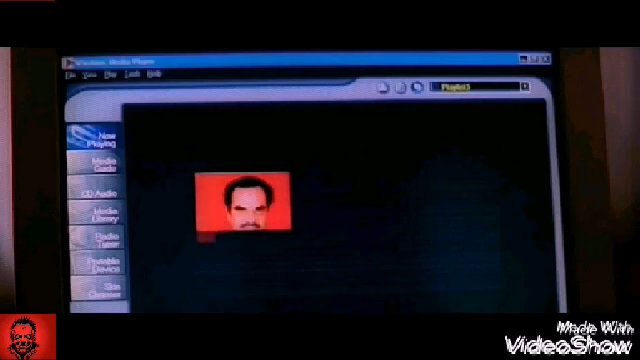 Windows Media Player
File View Play Tools Help
Playlist1
Now
Playing
Media
Guide
CD Audio
Media
Library
Radio
Tuner
Portable
Device
Skin
Chooser
Made With
VideoShow